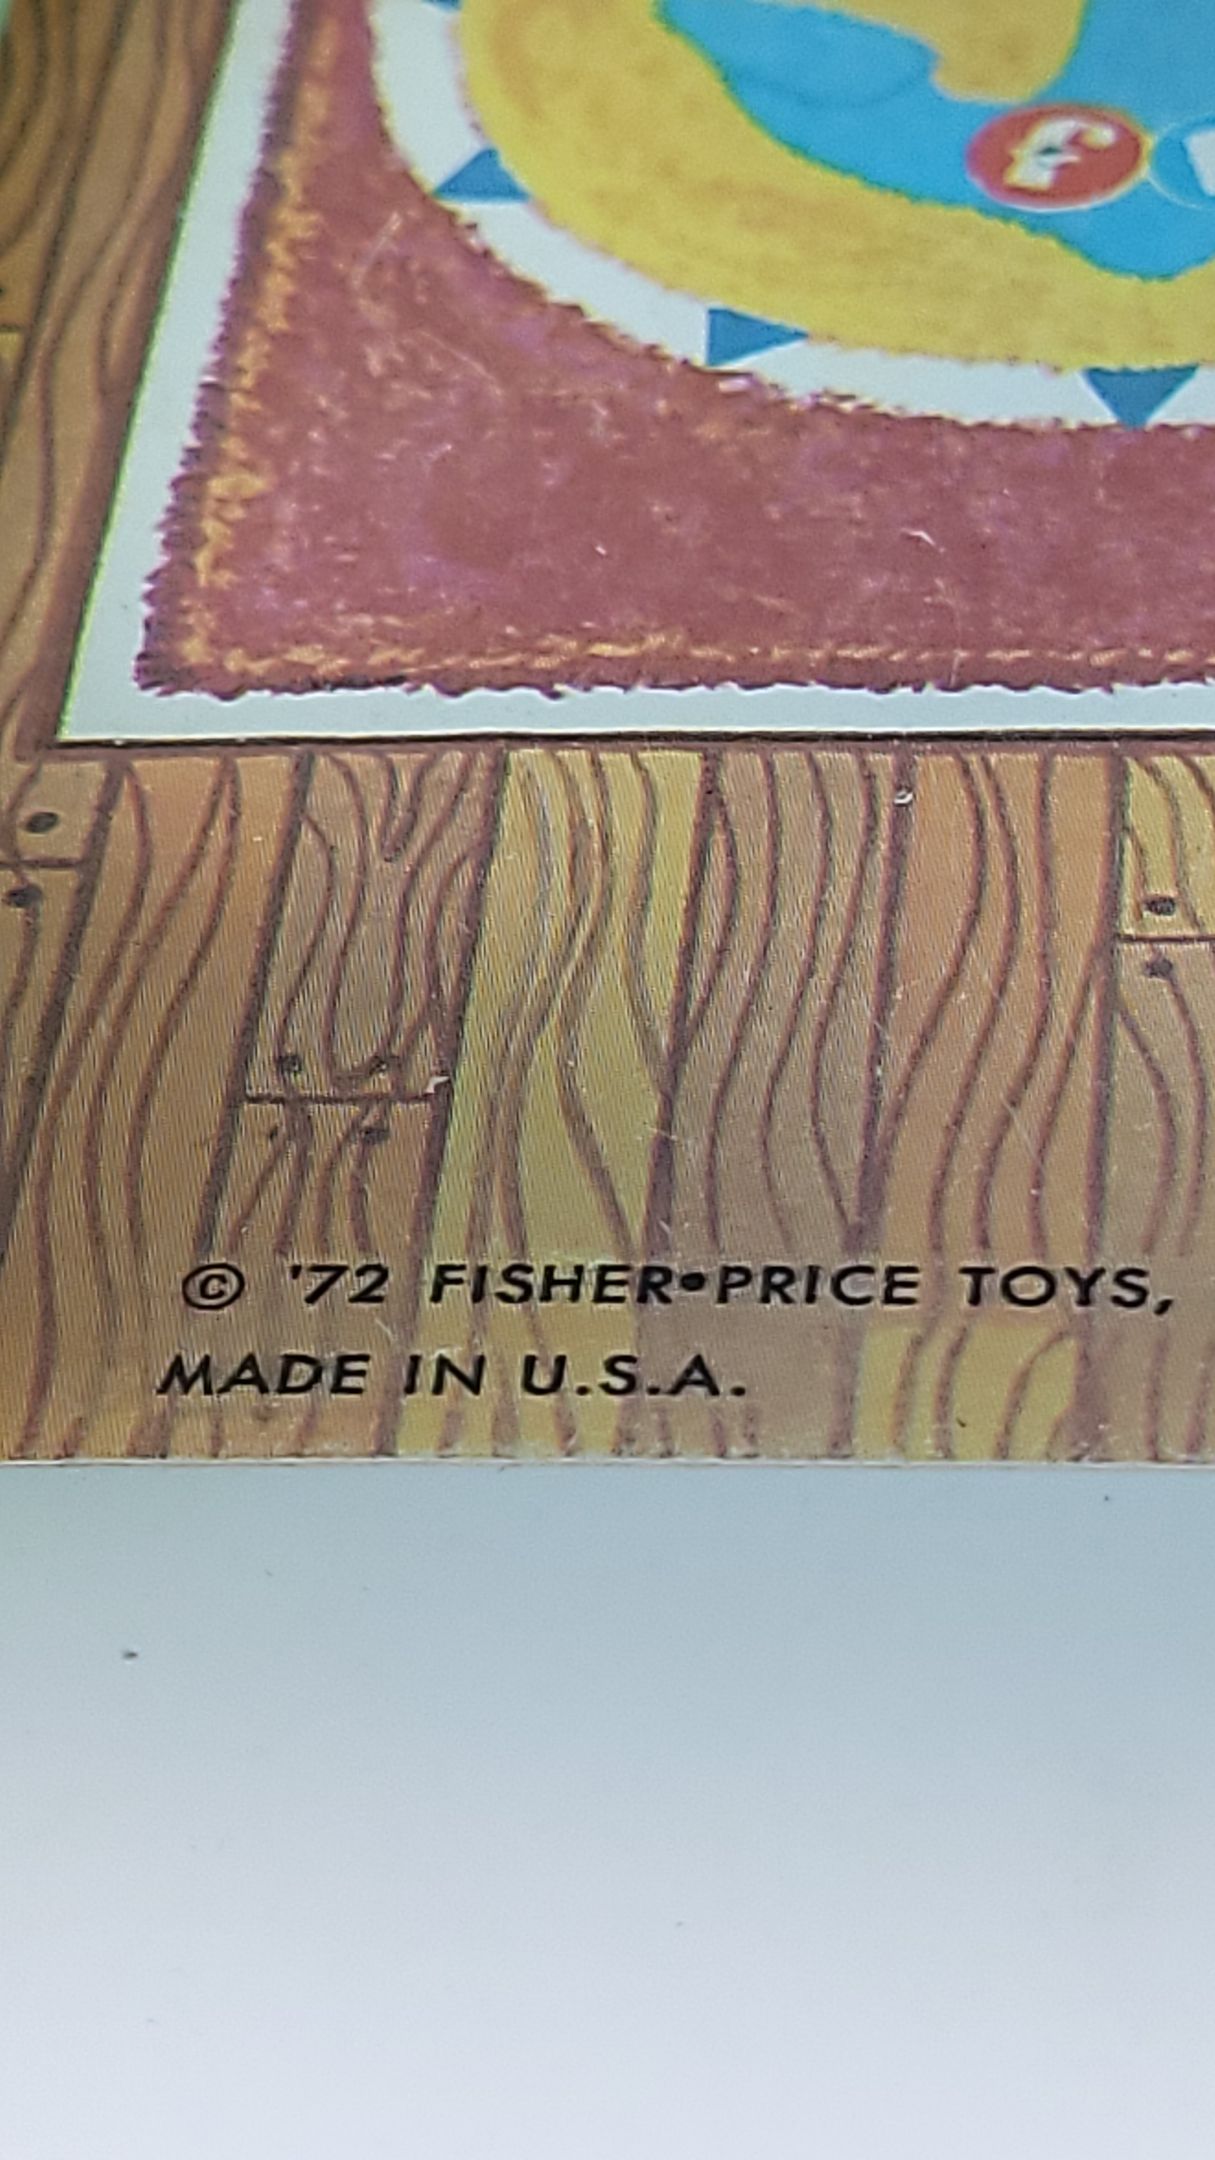 f
© '72 FISHER•PRICE TOYS,
MADE IN U.S.A.